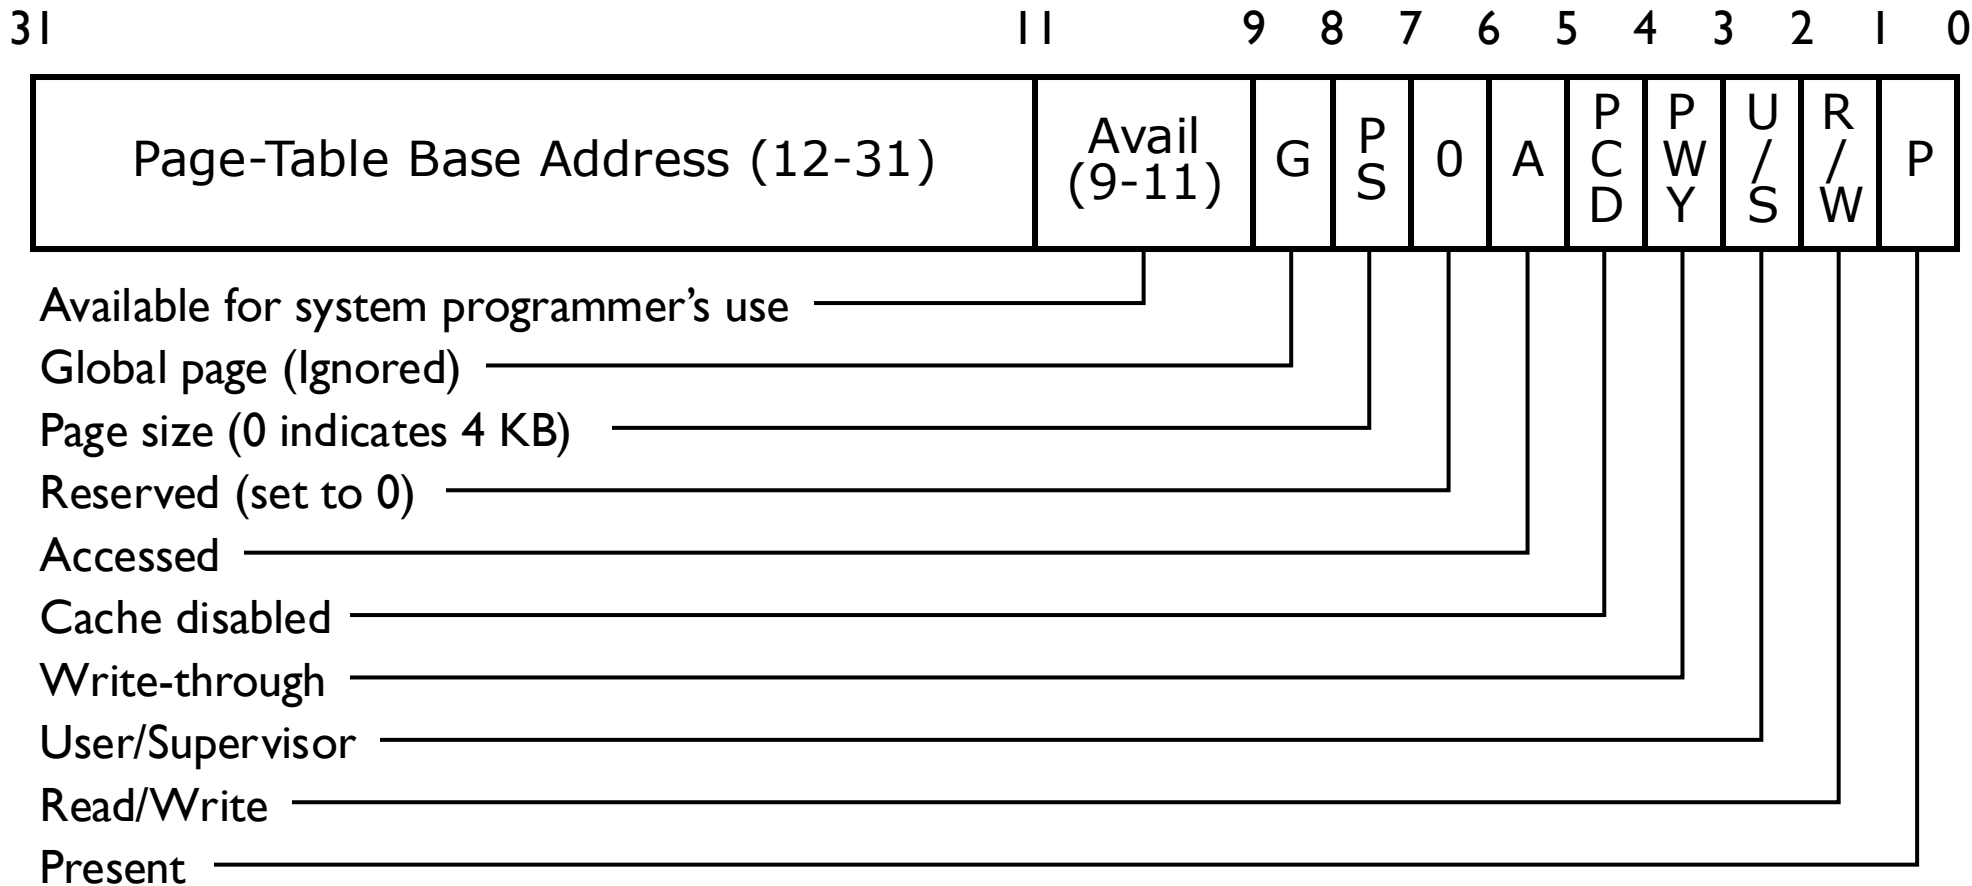 31 11 9 8 7 6 5 4 3 2 1 0
Page-Table Base Address (12-31)
Avail
(9-11)
G
P
S
0
A
P
C
D
P
W
Y
U
/
S
R
/
W
P
Available for system programmer’s use
Global page (Ignored)
Page size (0 indicates 4 KB)
Reserved (set to 0)
Accessed
Cache disabled
Write-through
User/Supervisor
Read/Write
Present